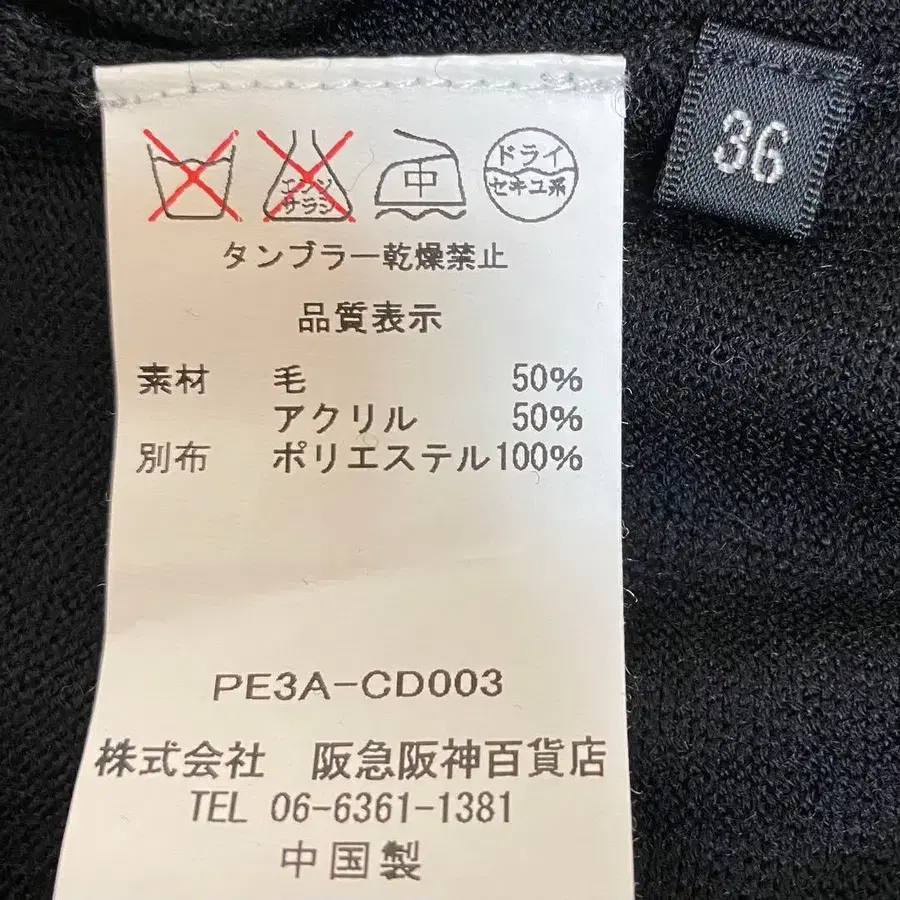 36
エンソ
サラシ
中
ドライ
セキユ系
タンブラー乾燥禁止
品質表示
素材 毛 50%
アクリル 50%
別布 ポリエステル100%
PE3A-CD003
株式会社 阪急阪神百貨店
TEL 06-6361-1381
中国製